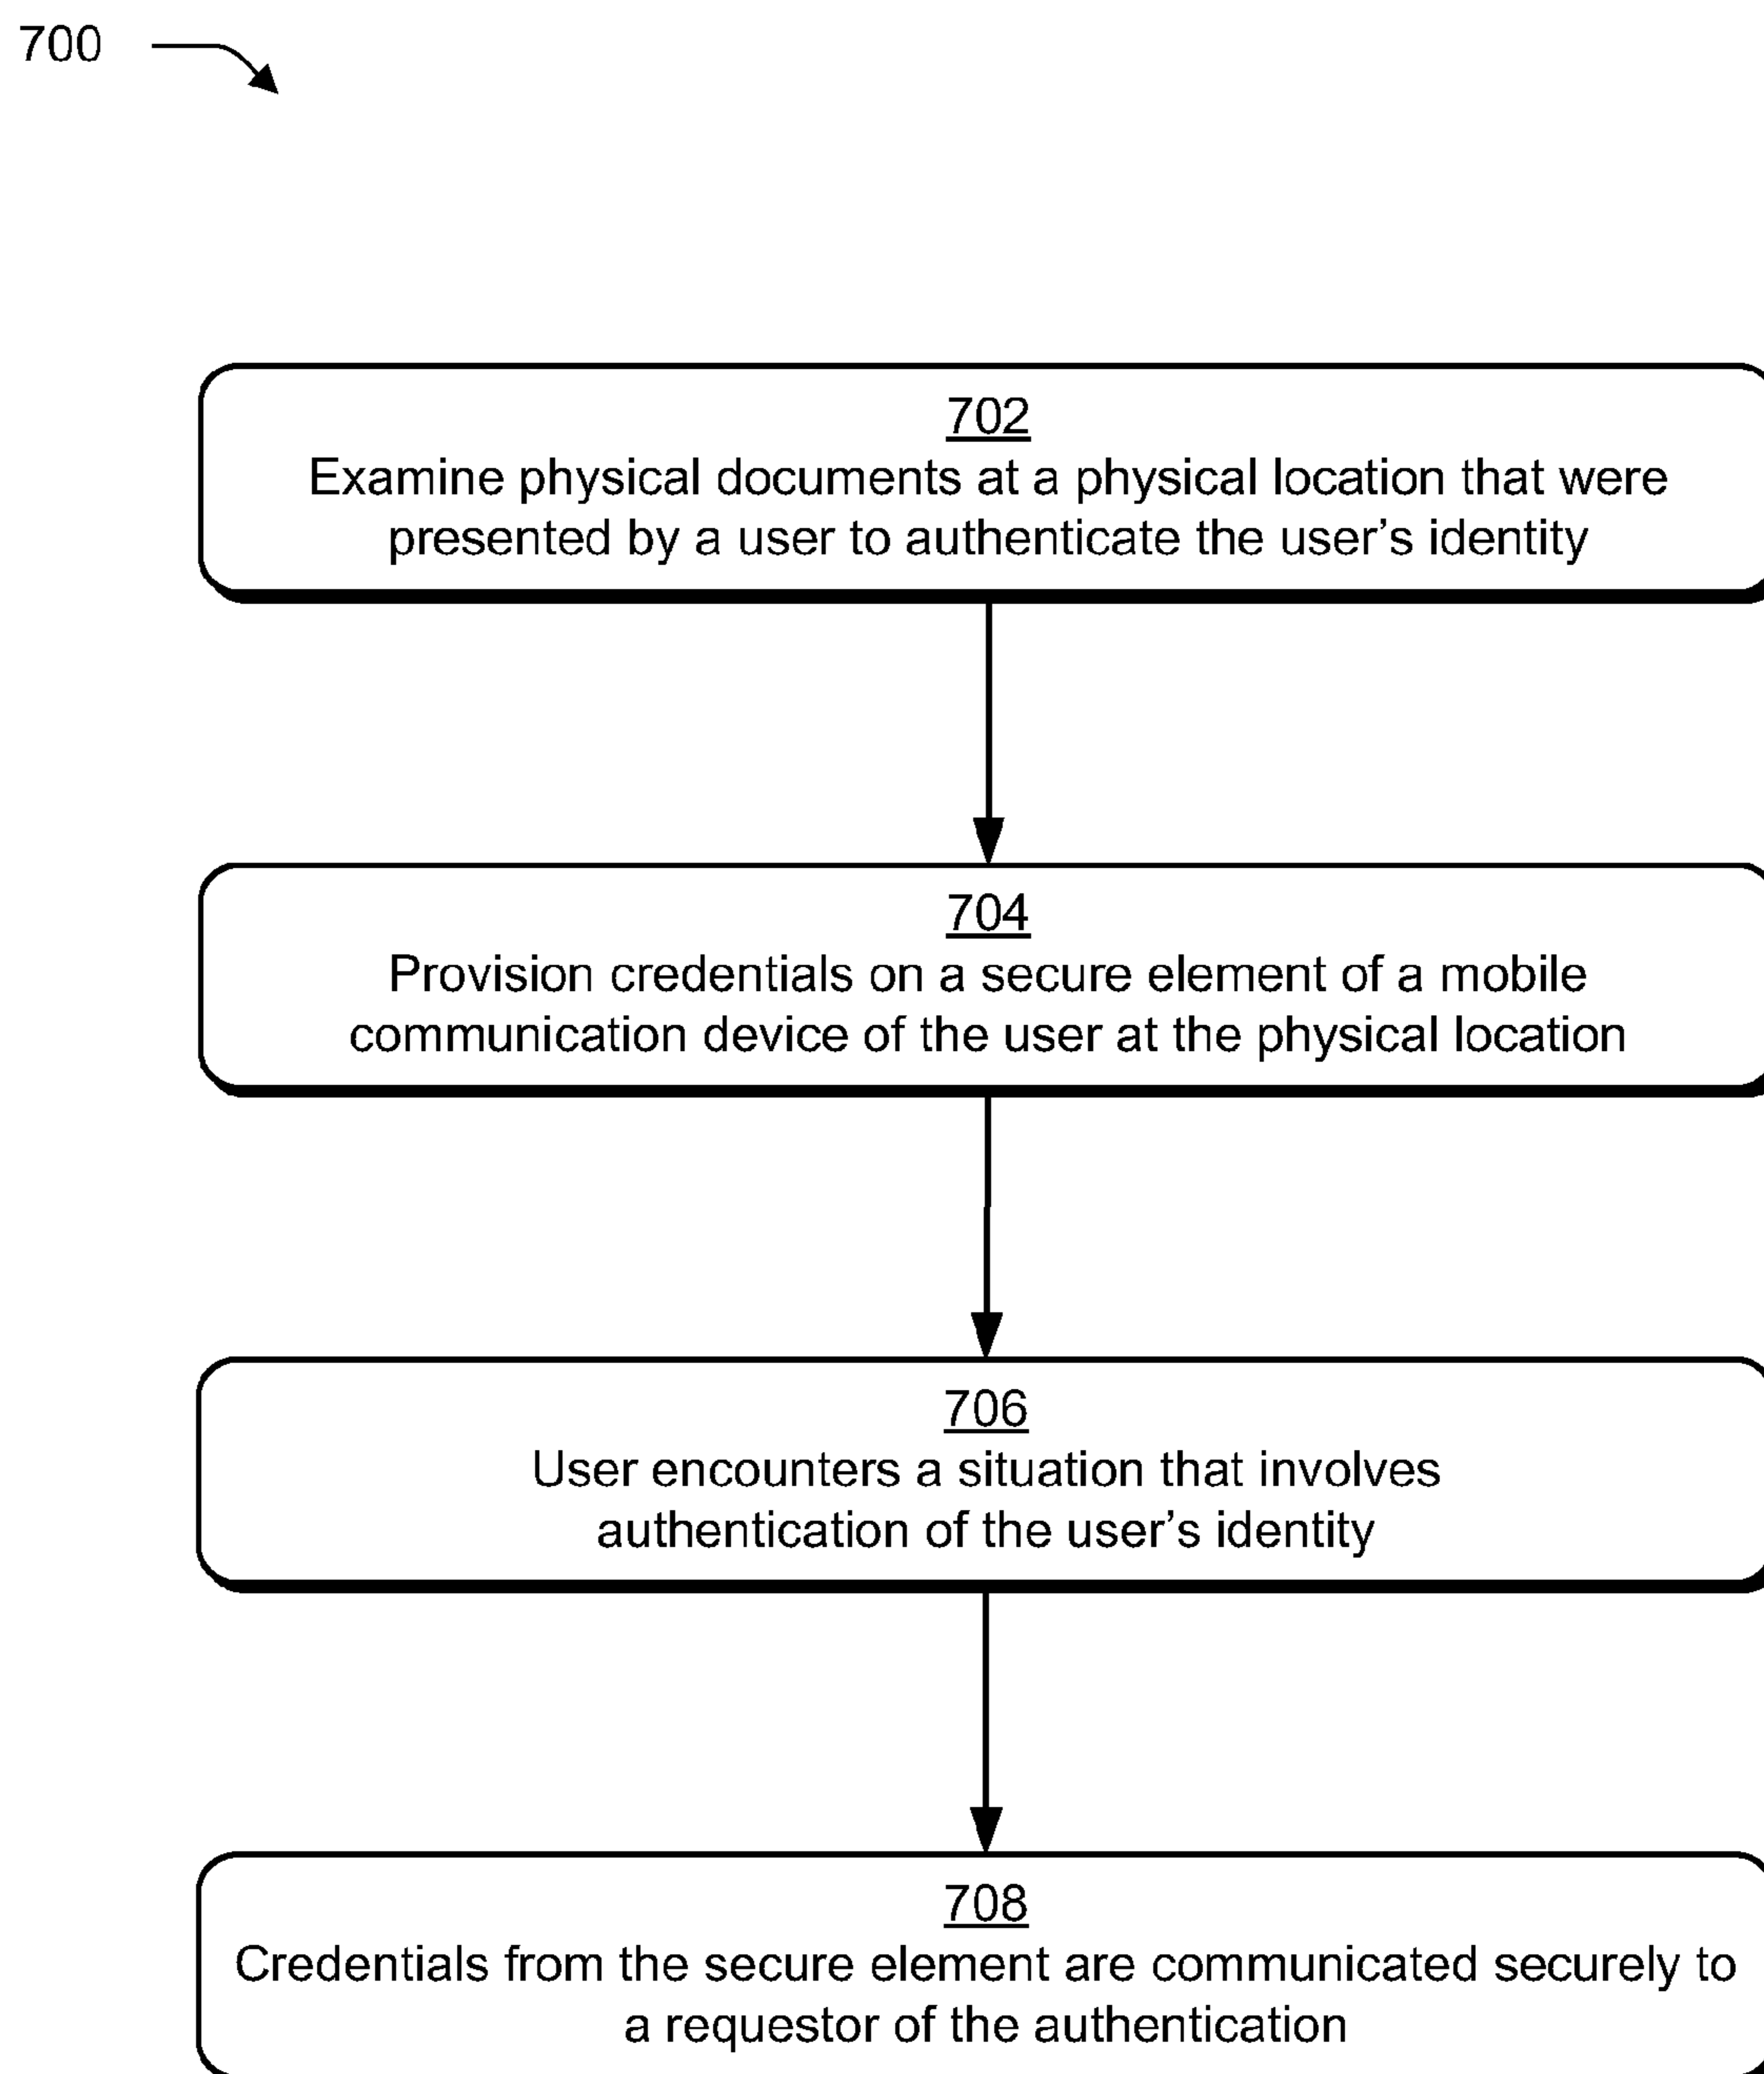 700
702
Examine physical documents at a physical location that were
presented by a user to authenticate the user’s identity
704
Provision credentials on a secure element of a mobile
communication device of the user at the physical location
706
User encounters a situation that involves
authentication of the user’s identity
708
Credentials from the secure element are communicated securely to
a requestor of the authentication